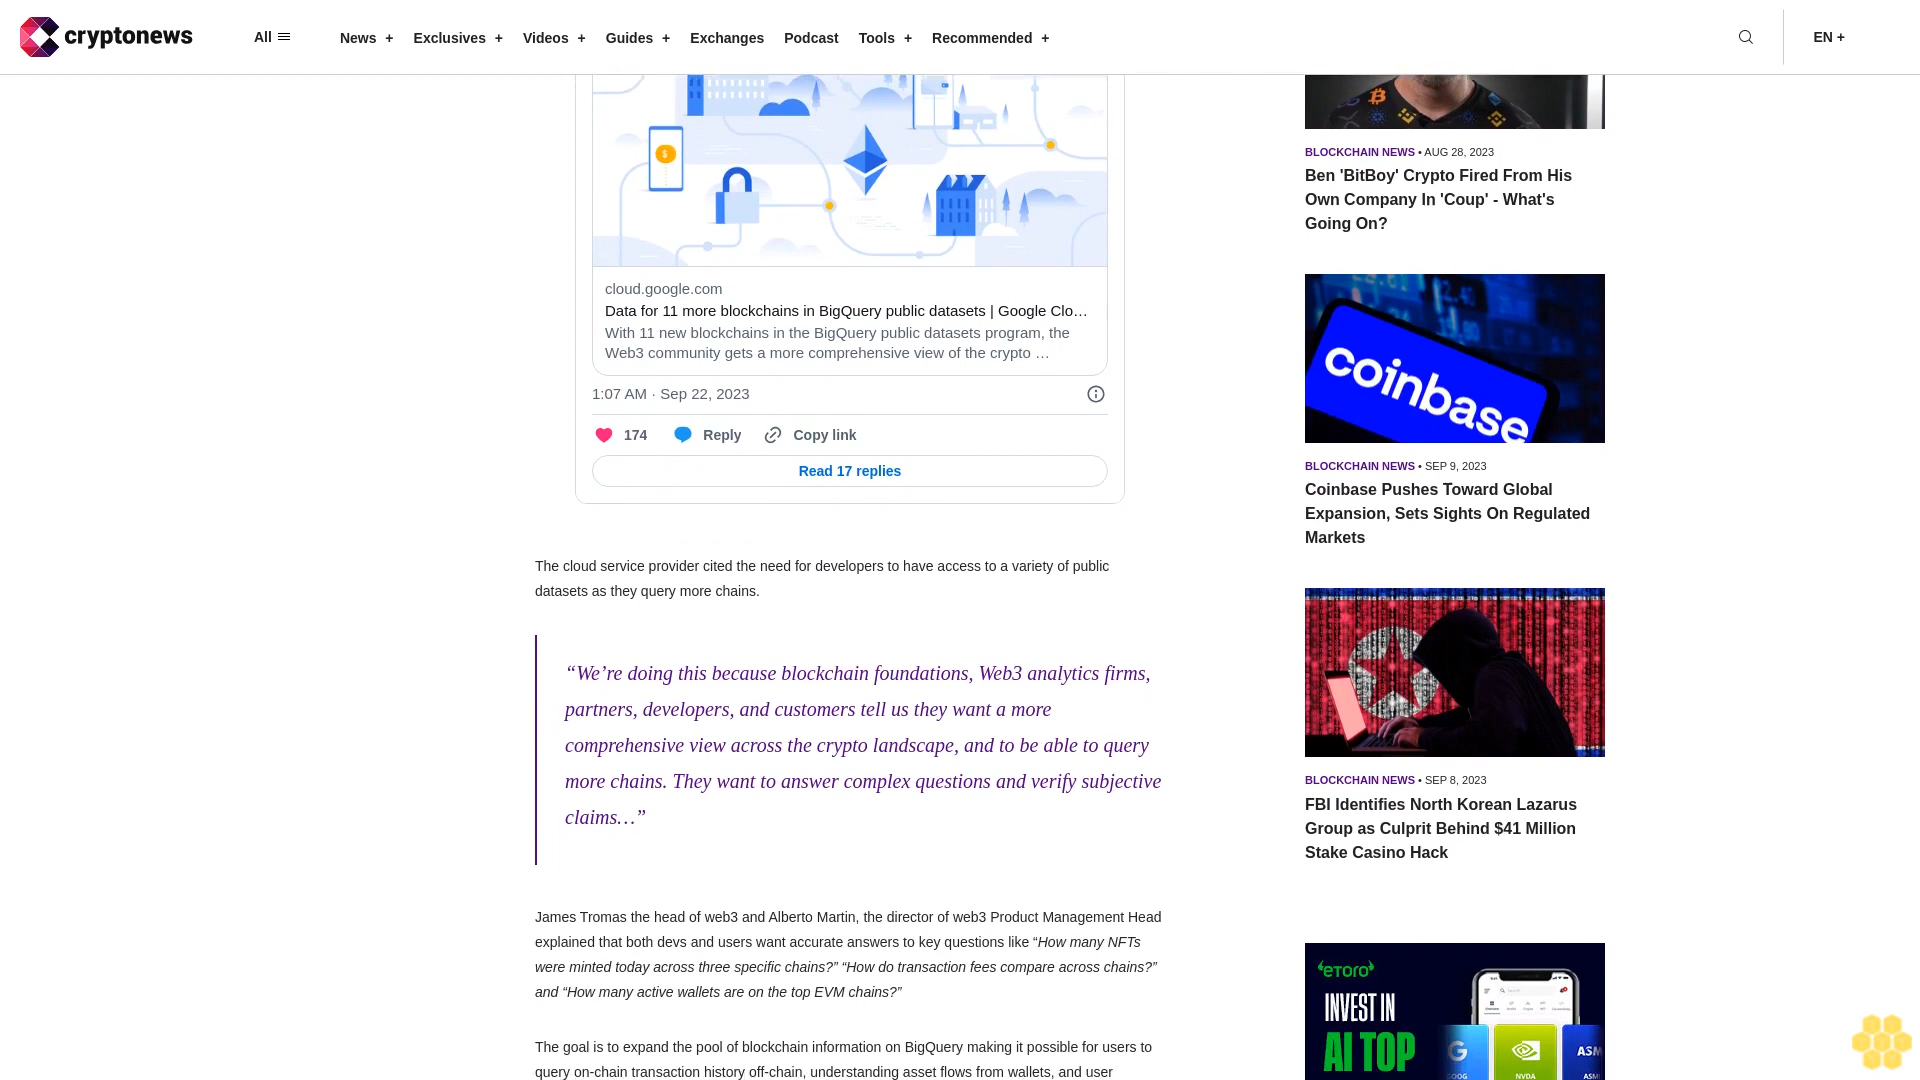 cryptonews
All
News +
Exclusives +
Videos +
Guides +
Exchanges
Podcast
Tools +
Recommended +
EN +
cloud.google.com
Data for 11 more blockchains in BigQuery public datasets | Google Clo…
With 11 new blockchains in the BigQuery public datasets program, the
Web3 community gets a more comprehensive view of the crypto …
1:07 AM · Sep 22, 2023
174
Reply
Copy link
Read 17 replies
The cloud service provider cited the need for developers to have access to a variety of public
datasets as they query more chains.
“We’re doing this because blockchain foundations, Web3 analytics firms,
partners, developers, and customers tell us they want a more
comprehensive view across the crypto landscape, and to be able to query
more chains. They want to answer complex questions and verify subjective
claims…”
James Tromas the head of web3 and Alberto Martin, the director of web3 Product Management Head
explained that both devs and users want accurate answers to key questions like “How many NFTs
were minted today across three specific chains?” “How do transaction fees compare across chains?”
and “How many active wallets are on the top EVM chains?”
The goal is to expand the pool of blockchain information on BigQuery making it possible for users to
query on-chain transaction history off-chain, understanding asset flows from wallets, and user
BLOCKCHAIN NEWS • AUG 28, 2023
Ben 'BitBoy' Crypto Fired From His
Own Company In 'Coup' - What's
Going On?
coinbase
BLOCKCHAIN NEWS • SEP 9, 2023
Coinbase Pushes Toward Global
Expansion, Sets Sights On Regulated
Markets
BLOCKCHAIN NEWS • SEP 8, 2023
FBI Identifies North Korean Lazarus
Group as Culprit Behind $41 Million
Stake Casino Hack
eToro
INVEST IN
AI TOP
G
ASM
GOOG
NVDA
ASM